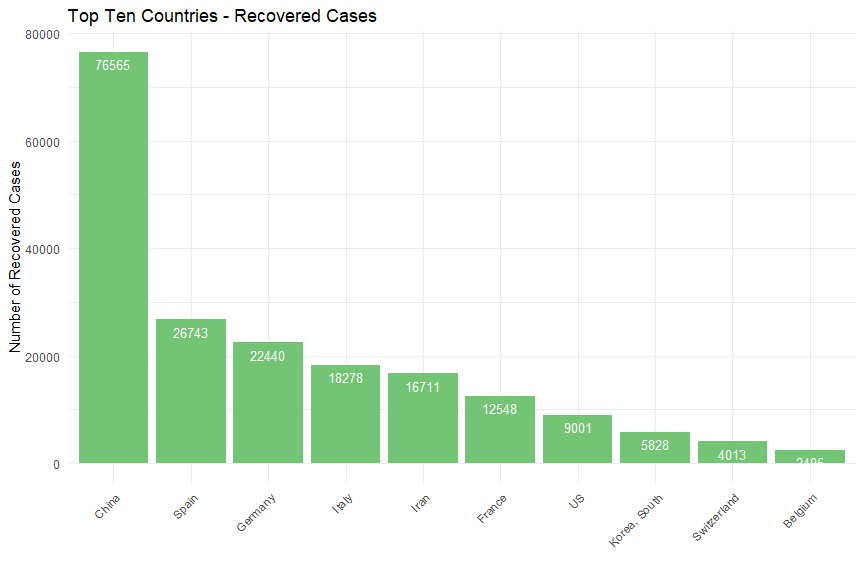 Top Ten Countries - Recovered Cases
Number of Recovered Cases
80000
60000
40000
20000
0
76565
26743
22440
18278
16711
12548
9001
5828
4013
China
Spain
Germany
Italy
Iran
France
US
Korea, South
Switzerland
Belgium